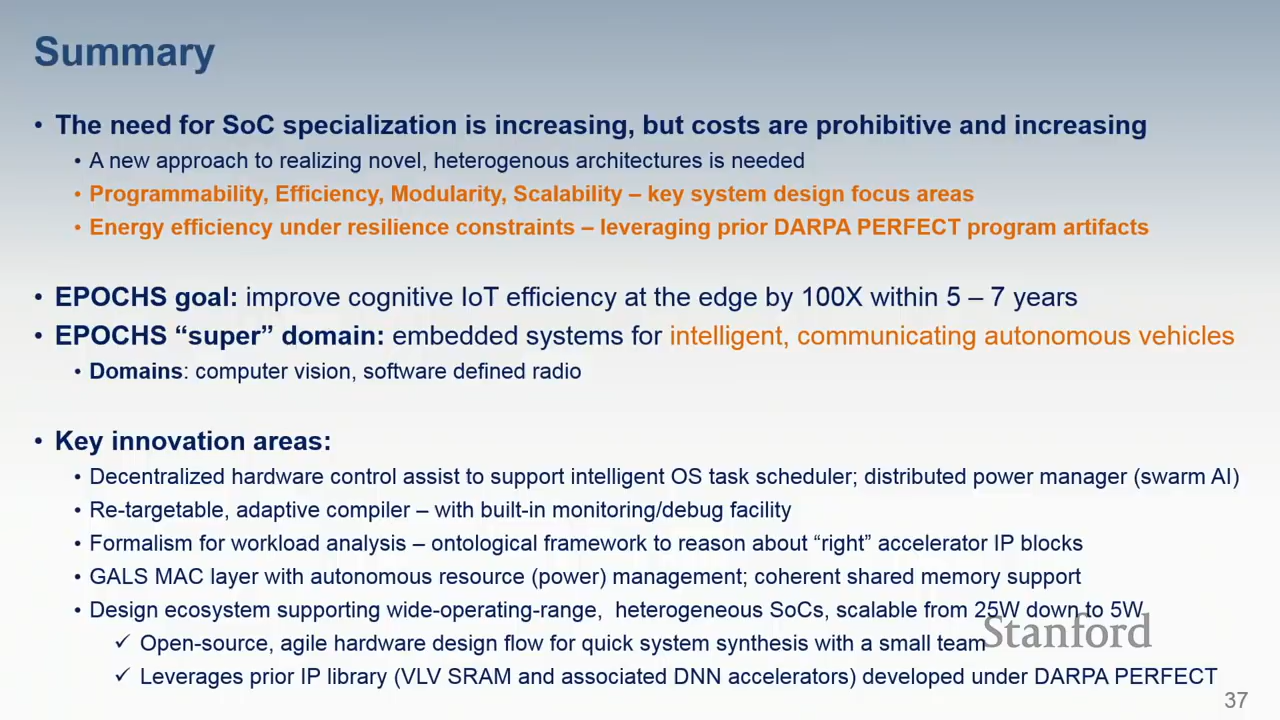 Summary
• The need for SoC specialization is increasing, but costs are prohibitive and increasing
• A new approach to realizing novel, heterogenous architectures is needed
• Programmability, Efficiency, Modularity, Scalability – key system design focus areas
• Energy efficiency under resilience constraints – leveraging prior DARPA PERFECT program artifacts
• EPOCHS goal: improve cognitive IoT efficiency at the edge by 100X within 5 – 7 years
• EPOCHS “super” domain: embedded systems for intelligent, communicating autonomous vehicles
• Domains: computer vision, software defined radio
• Key innovation areas:
• Decentralized hardware control assist to support intelligent OS task scheduler; distributed power manager (swarm AI)
• Re-targetable, adaptive compiler – with built-in monitoring/debug facility
• Formalism for workload analysis – ontological framework to reason about “right” accelerator IP blocks
• GALS MAC layer with autonomous resource (power) management; coherent shared memory support
• Design ecosystem supporting wide-operating-range, heterogeneous SoCs, scalable from 25W down to 5W
✓ Open-source, agile hardware design flow for quick system synthesis with a small team
Stanford
✓ Leverages prior IP library (VLV SRAM and associated DNN accelerators) developed under DARPA PERFECT
37